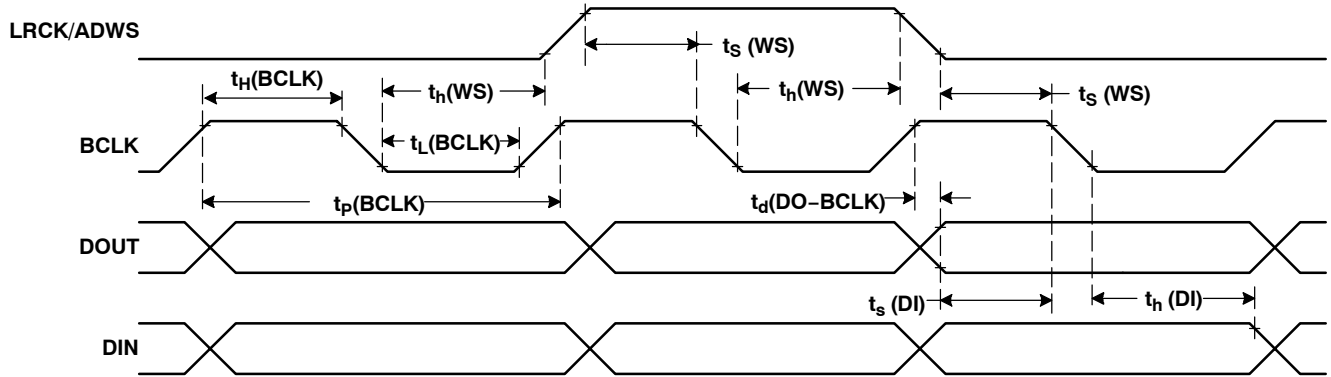 LRCK/ADWS
tS (WS)
tH(BCLK)
th(WS)
th(WS)
tS (WS)
BCLK
tL(BCLK)
tP(BCLK)
td(DO−BCLK)
DOUT
ts (DI)
th (DI)
DIN